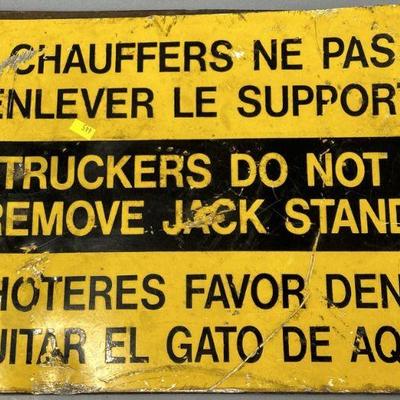 CHAUFFERS NE PAS
ENLEVER LE SUPPORT
TRUCKERS DO NOT
REMOVE JACK STAND
HOTERES FAVOR DEN
UITAR EL GATO DE AQ